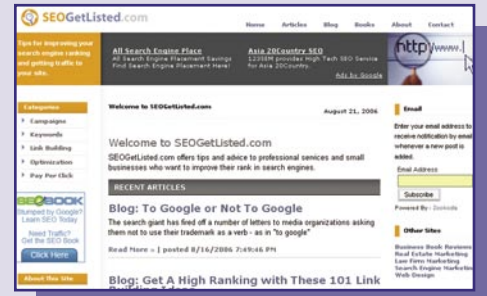 SEOGetListed.com
Home Articles Blog Books About Contact
Tips for improving your
search engine ranking
and getting traffic to
your site.
All Search Engine Place
All Search Engine Placement Savings
Find Search Engine Placement Here!
Asia 20Country SEO
123SEM provides High Tech SEO Service
for Asia 20Country.
Ads by Google
http://www.
Categories
Campaigns
Keywords
Link Building
Optimization
Pay Per Click
SEOBOOK
Stumped by Google?
Learn SEO Today
Need Traffic?
Get the SEO Book
Click Here
About This Site
Welcome to SEOGetListed.com
August 21, 2006
Welcome to SEOGetListed.com
SEOGetListed.com offers tips and advice to professional services and small
businesses who want to improve their rank in search engines.
RECENT ARTICLES
Blog: To Google or Not To Google
The search giant has fired off a number of letters to media organizations asking
them not to use their trademark as a verb - as in "to google"
Read More » | posted 8/16/2006 7:49:46 PM
Blog: Get A High Ranking with These 101 Link
Building Ideas
Email
Enter your email address to
receive notification by email
whenever a new post is
added.
Email Address
Subscribe
Powered By - Zookoda
Other Sites
Business Book Reviews
Real Estate Marketing
Law Firm Marketing
Search Engine Marketing
Web Design